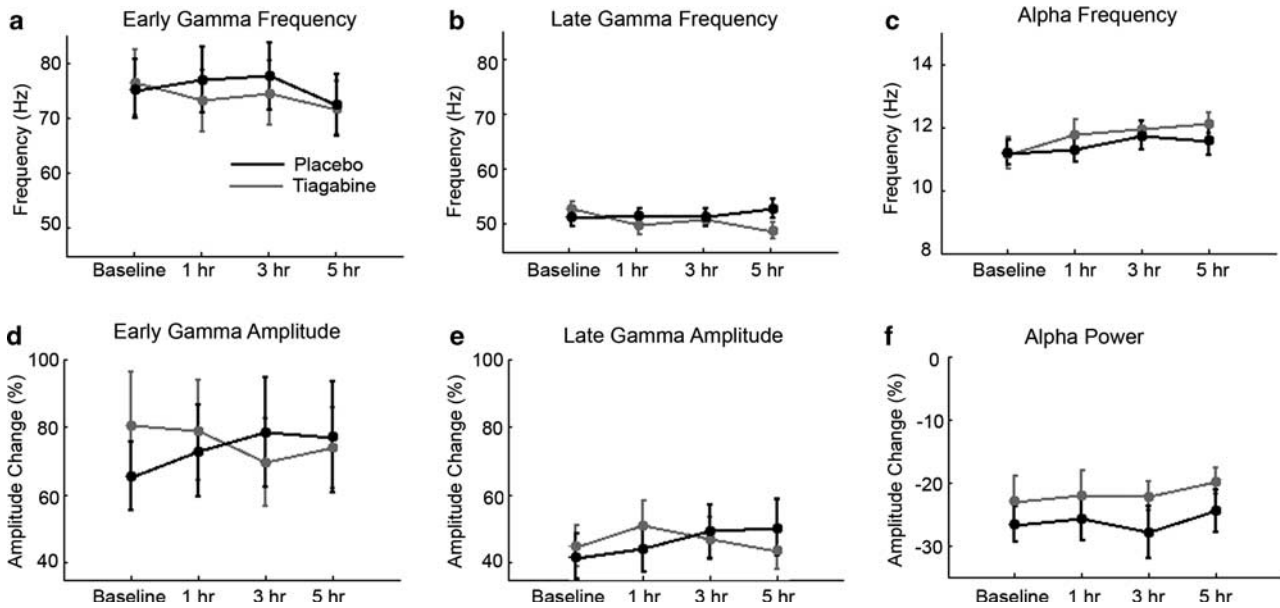 a Early Gamma Frequency
80
70
60
50
Frequency (Hz)
Placebo
Tiagabine
Baseline 1 hr 3 hr 5 hr
b Late Gamma Frequency
80
70
60
50
Frequency (Hz)
Baseline 1 hr 3 hr 5 hr
c Alpha Frequency
14
12
10
8
Frequency (Hz)
Baseline 1 hr 3 hr 5 hr
d Early Gamma Amplitude
100
80
60
40
Amplitude Change (%)
Baseline 1 hr 3 hr 5 hr
e Late Gamma Amplitude
100
80
60
40
Amplitude Change (%)
Baseline 1 hr 3 hr 5 hr
f Alpha Power
0
-10
-20
-30
Amplitude Change (%)
Baseline 1 hr 3 hr 5 hr